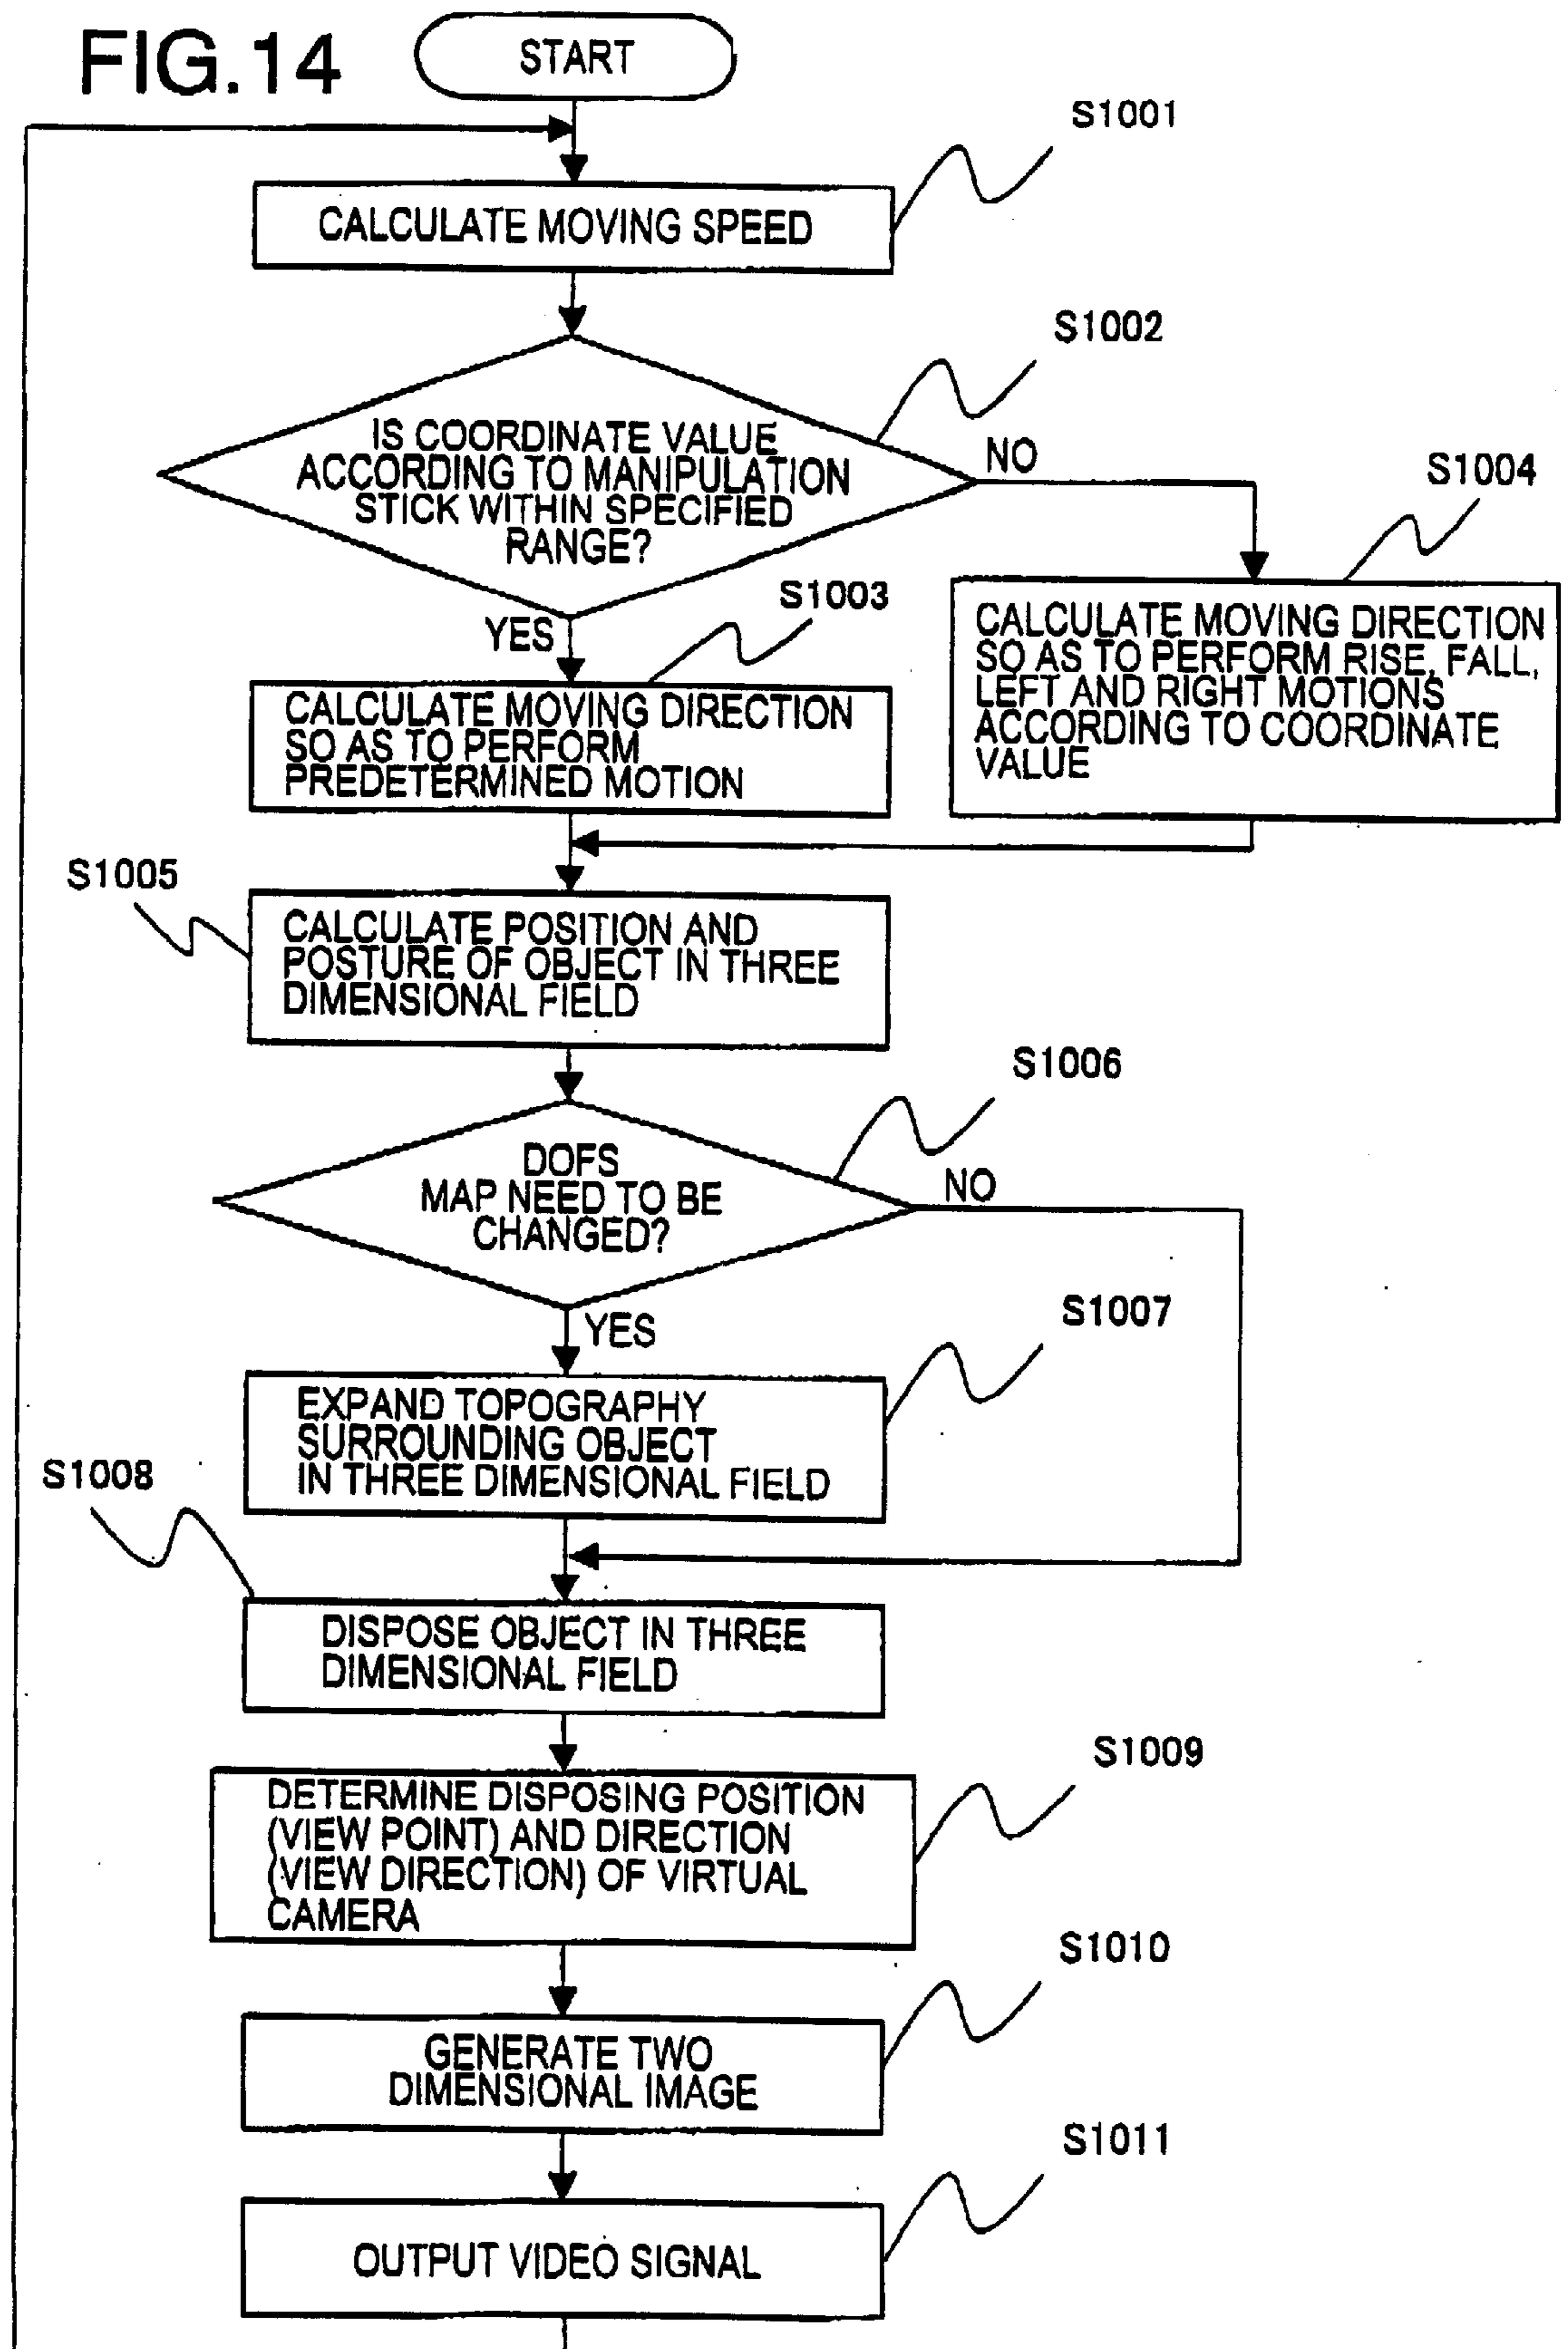 FIG.14
START
S1001
CALCULATE MOVING SPEED
S1002
IS COORDINATE VALUE
ACCORDING TO MANIPULATION
STICK WITHIN SPECIFIED
RANGE?
NO
S1004
YES
S1003
CALCULATE MOVING DIRECTION
SO AS TO PERFORM RISE, FALL,
LEFT AND RIGHT MOTIONS
ACCORDING TO COORDINATE
VALUE
CALCULATE MOVING DIRECTION
SO AS TO PERFORM
PREDETERMINED MOTION
S1005
CALCULATE POSITION AND
POSTURE OF OBJECT IN THREE
DIMENSIONAL FIELD
S1006
DOFS
MAP NEED TO BE
CHANGED?
NO
YES
S1007
EXPAND TOPOGRAPHY
SURROUNDING OBJECT
IN THREE DIMENSIONAL FIELD
S1008
DISPOSE OBJECT IN THREE
DIMENSIONAL FIELD
S1009
DETERMINE DISPOSING POSITION
(VIEW POINT) AND DIRECTION
(VIEW DIRECTION) OF VIRTUAL
CAMERA
S1010
GENERATE TWO
DIMENSIONAL IMAGE
S1011
OUTPUT VIDEO SIGNAL